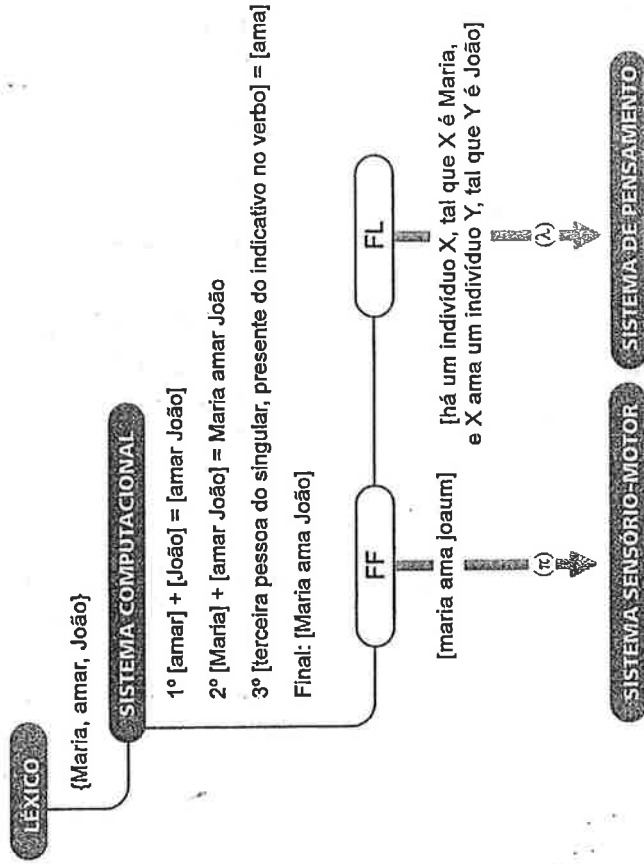 LÉXICO
{Maria, amar, João}
SISTEMA COMPUTACIONAL
1º [amar] + [João] = [amar João]
2º [Maria] + [amar João] = Maria amar João
3º [terceira pessoa do singular, presente do indicativo no verbo] = [ama]
Final: [Maria ama João]
FF
FL
[maria ama joaum]
[há um indivíduo X, tal que X é Maria,
e X ama um indivíduo Y, tal que Y é João]
(π)
(λ)
SISTEMA SENSÓRIO-MOTOR
SISTEMA DE PENSAMENTO